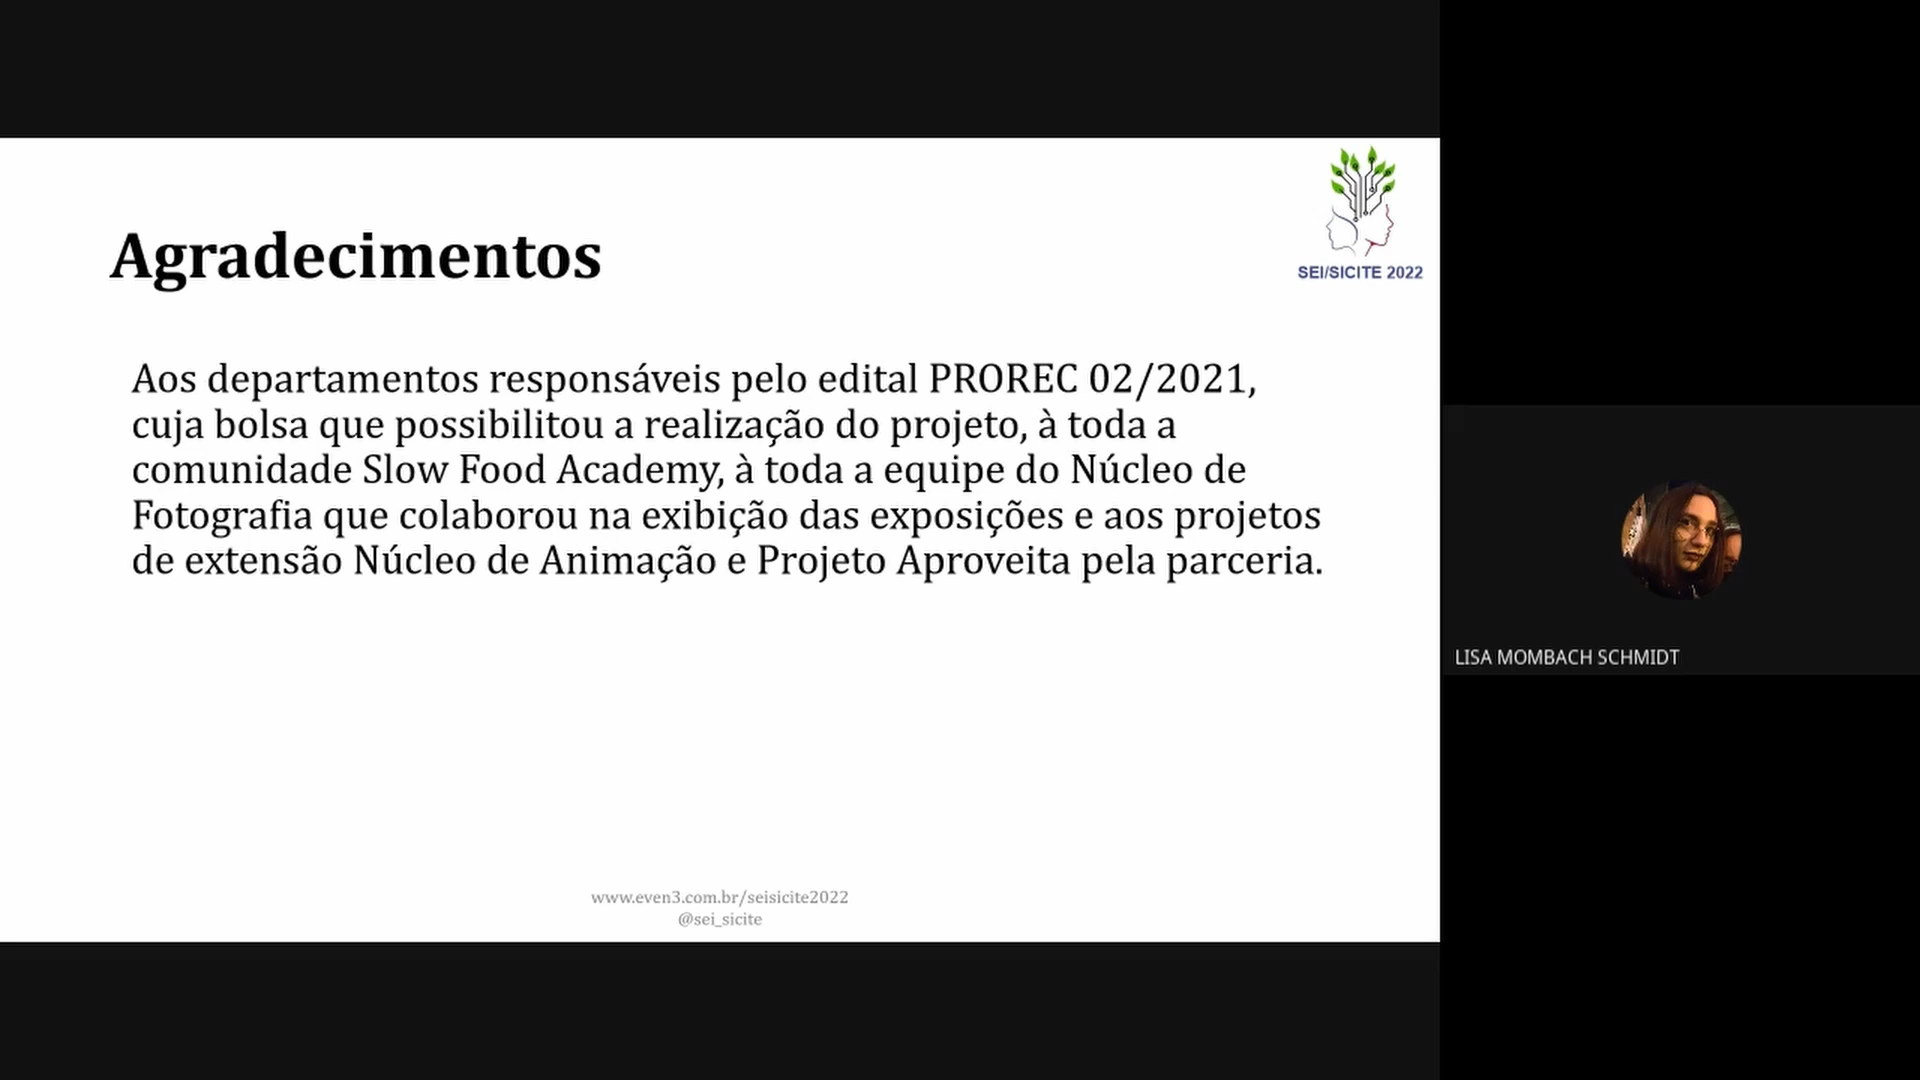 SEI/SICITE 2022
Agradecimentos
Aos departamentos responsáveis pelo edital PROREC 02/2021,
cuja bolsa que possibilitou a realização do projeto, à toda a
comunidade Slow Food Academy, à toda a equipe do Núcleo de
Fotografia que colaborou na exibição das exposições e aos projetos
de extensão Núcleo de Animação e Projeto Aproveita pela parceria.
www.even3.com.br/seisicite2022
@sei_sicite
LISA MOMBACH SCHMIDT